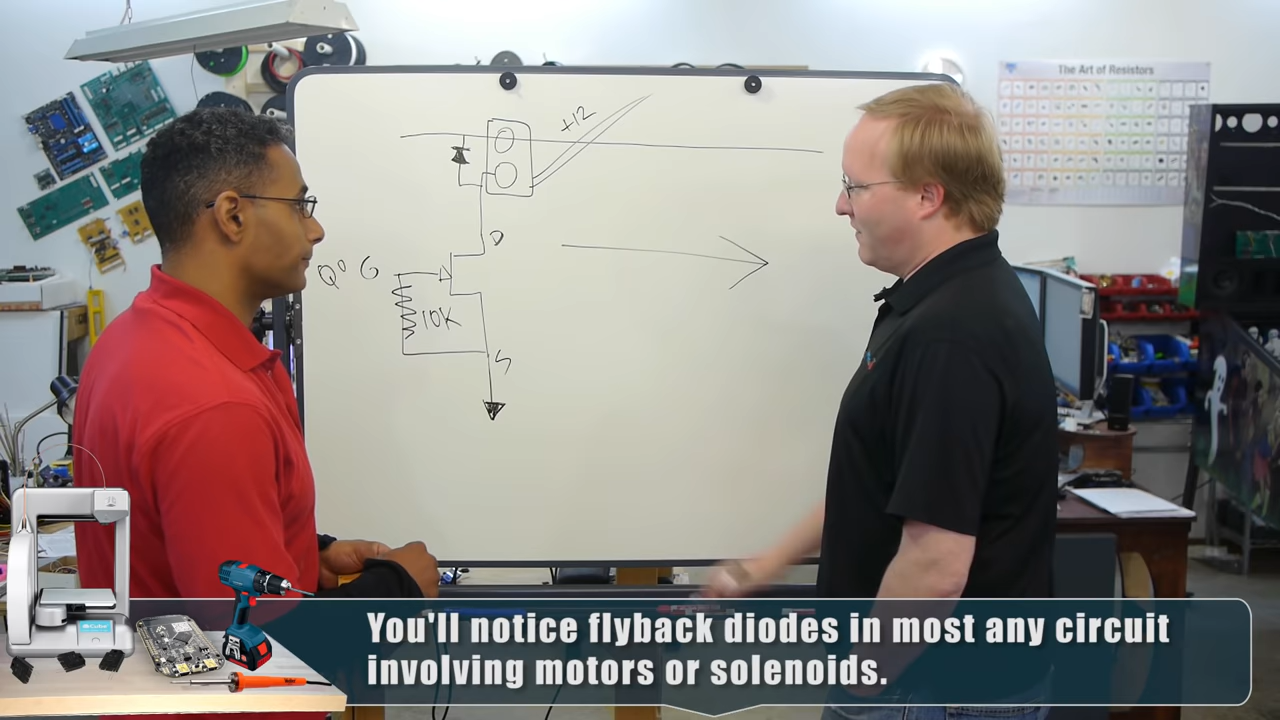 The Art of Resistors
+12
D
Q0 G
10K
S
You'll notice flyback diodes in most any circuit
involving motors or solenoids.